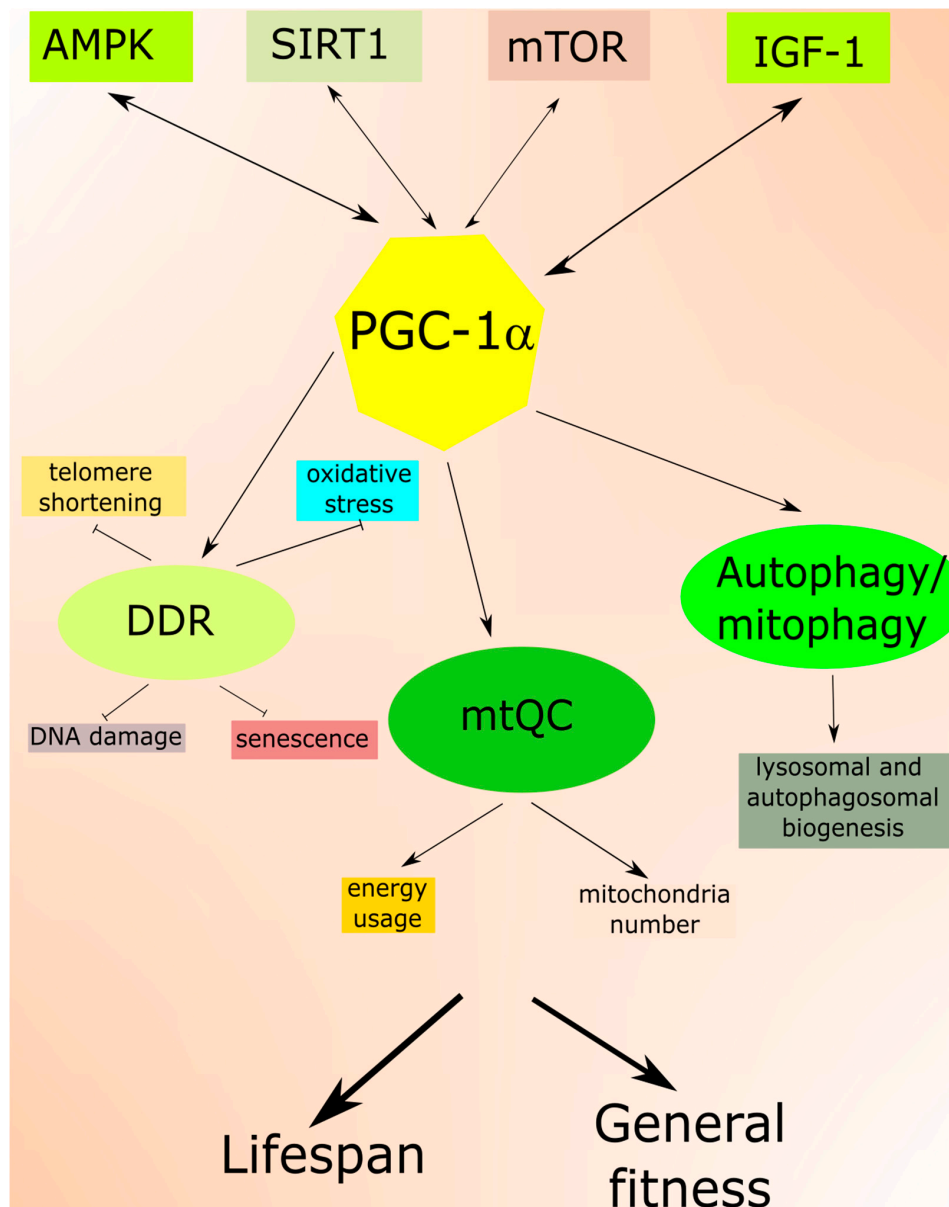 AMPK
SIRT1
mTOR
IGF-1
PGC-1α
telomere
shortening
oxidative
stress
DDR
Autophagy/
mitophagy
DNA damage
senescence
mtQC
lysosomal and
autophagosomal
biogenesis
energy
usage
mitochondria
number
Lifespan
General
fitness